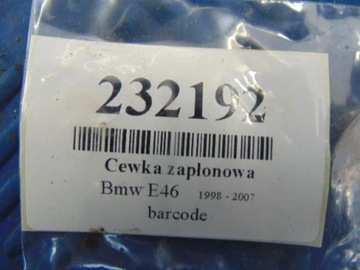 232192
Cewka zapłonowa
Bmw E46 1998 - 2007
barcode